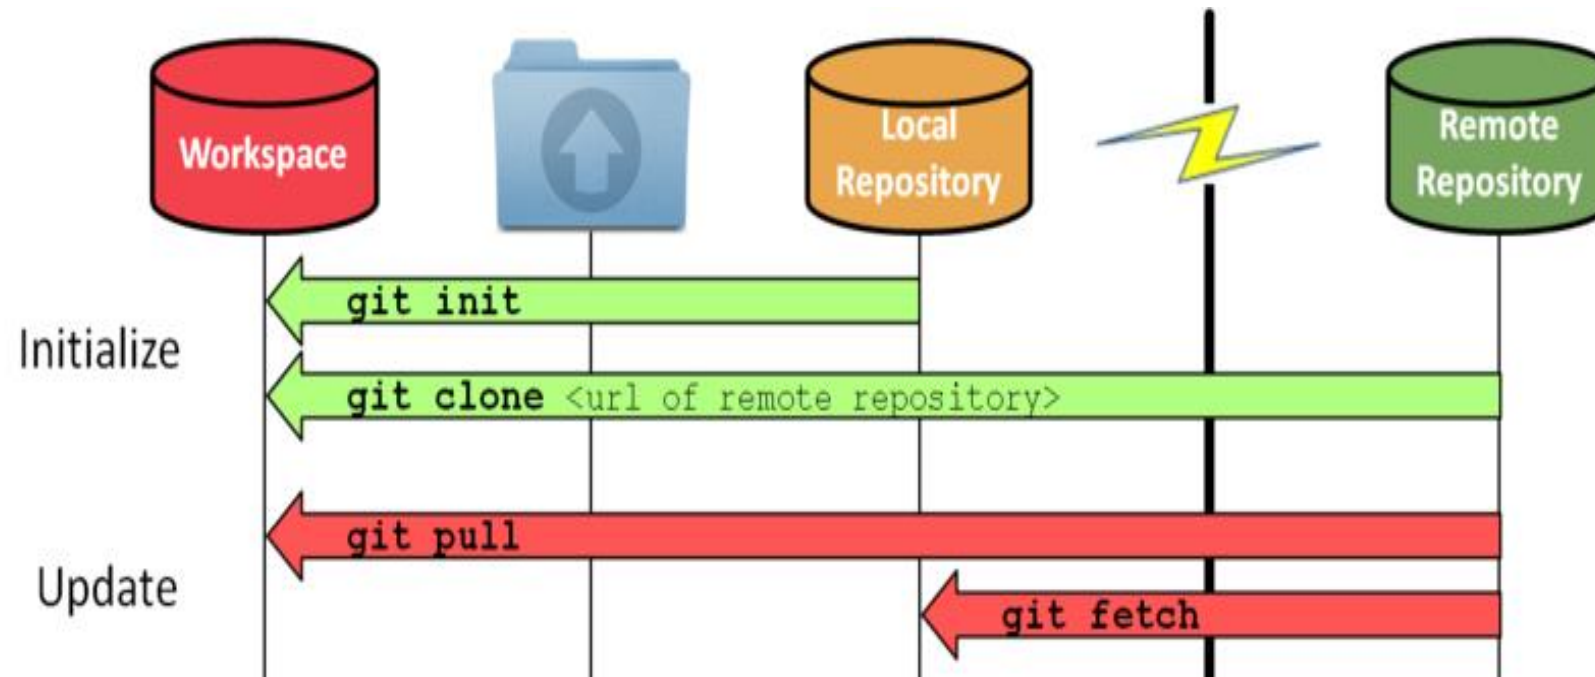 Workspace
Local
Repository
Remote
Repository
Initialize
git init
git clone <url of remote repository>
Update
git pull
git fetch